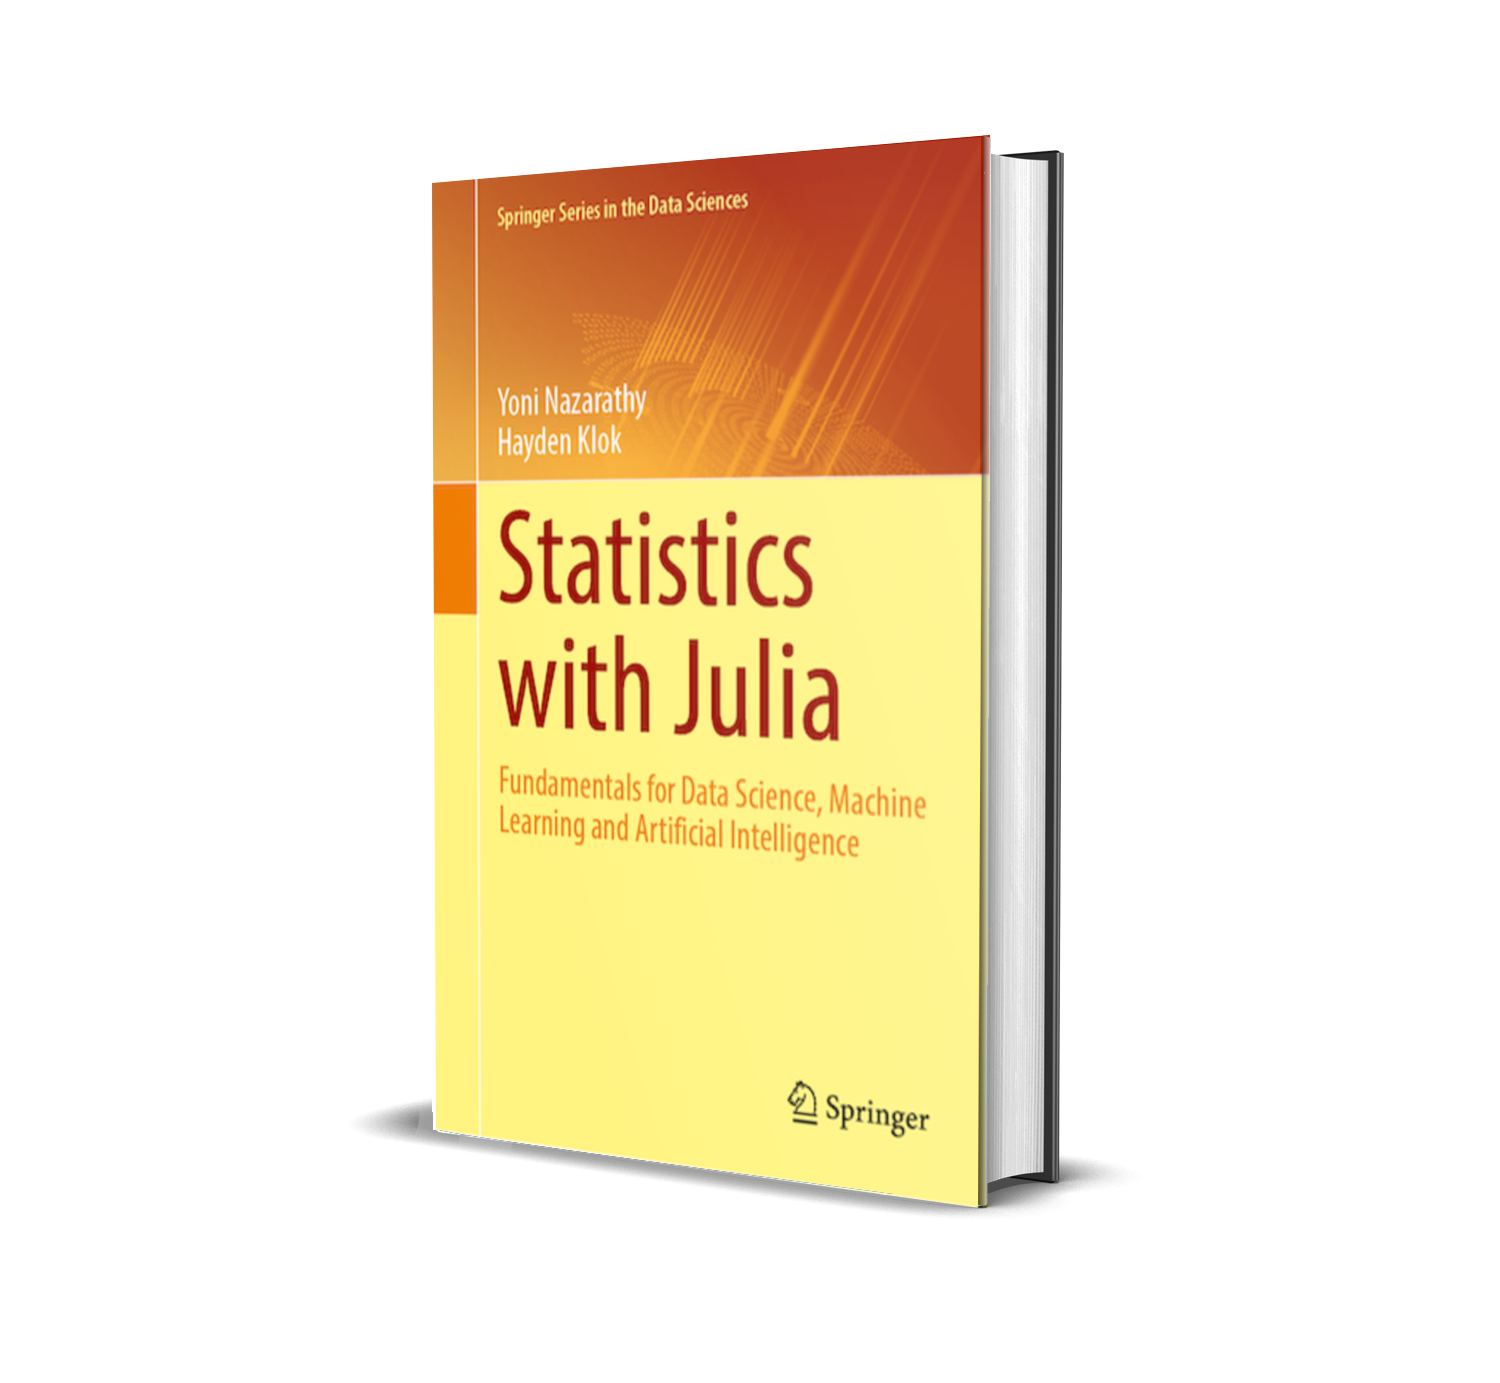 Springer Series in the Data Sciences
Yoni Nazarathy
Hayden Klok
Statistics
with Julia
Fundamentals for Data Science, Machine
Learning and Artificial Intelligence
Springer